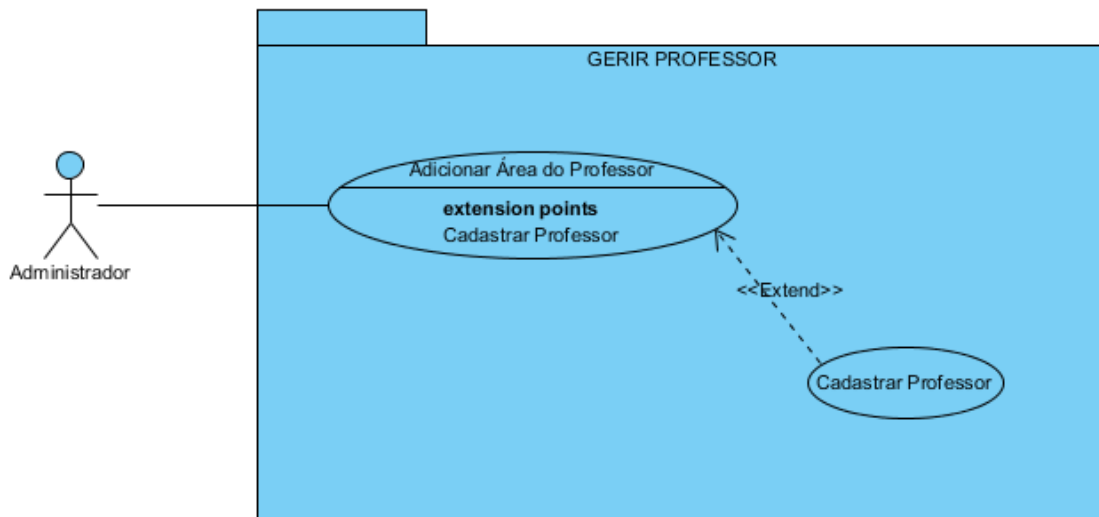 GERIR PROFESSOR
Adicionar Área do Professor
extension points
Cadastrar Professor
Administrador
<<Extend>>
Cadastrar Professor